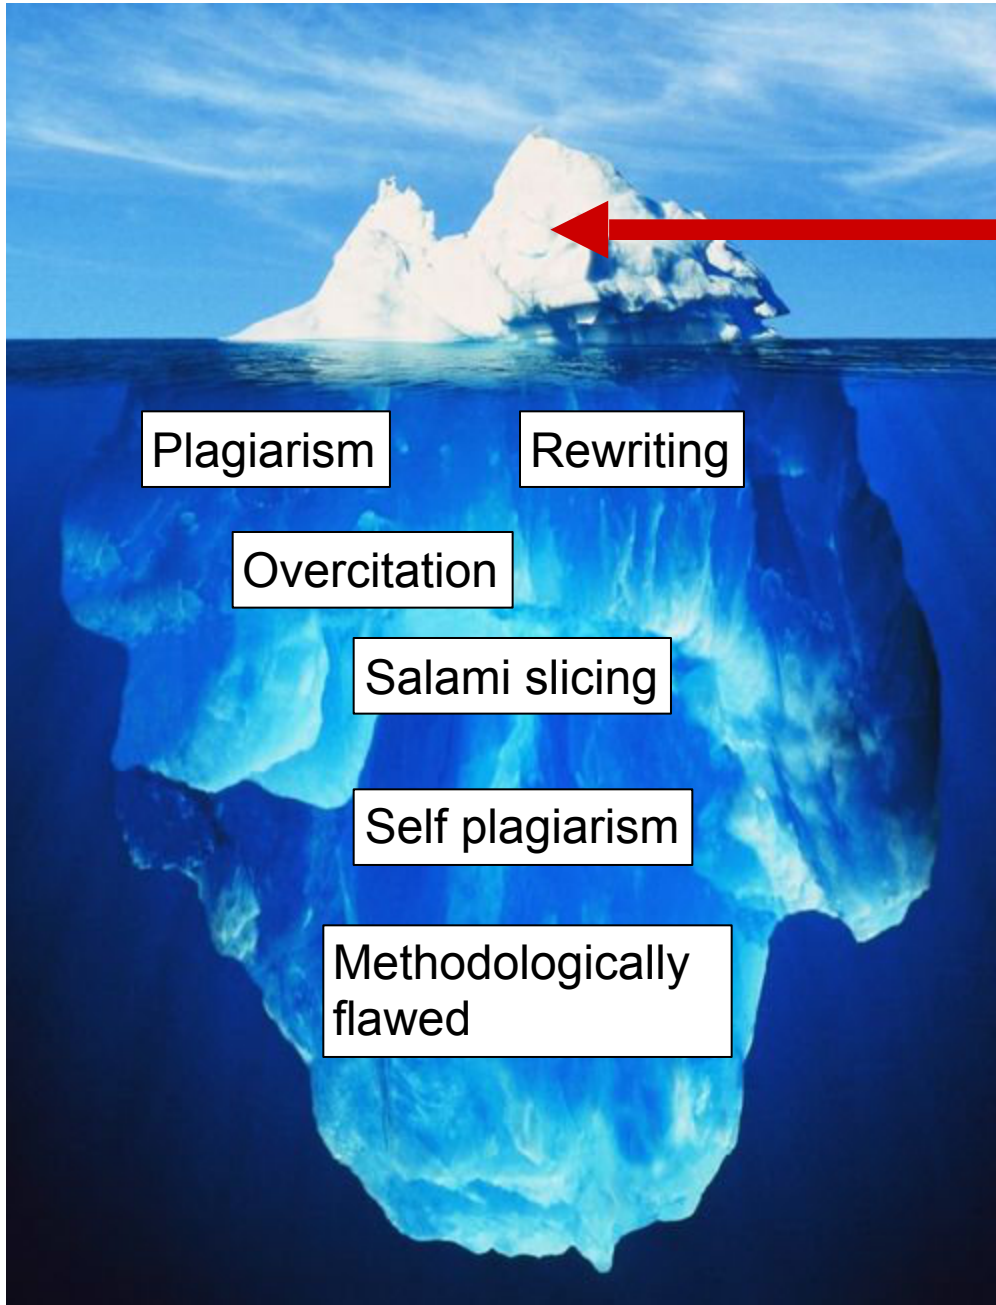 Plagiarism
Rewriting
Overcitation
Salami slicing
Self plagiarism
Methodologically
flawed